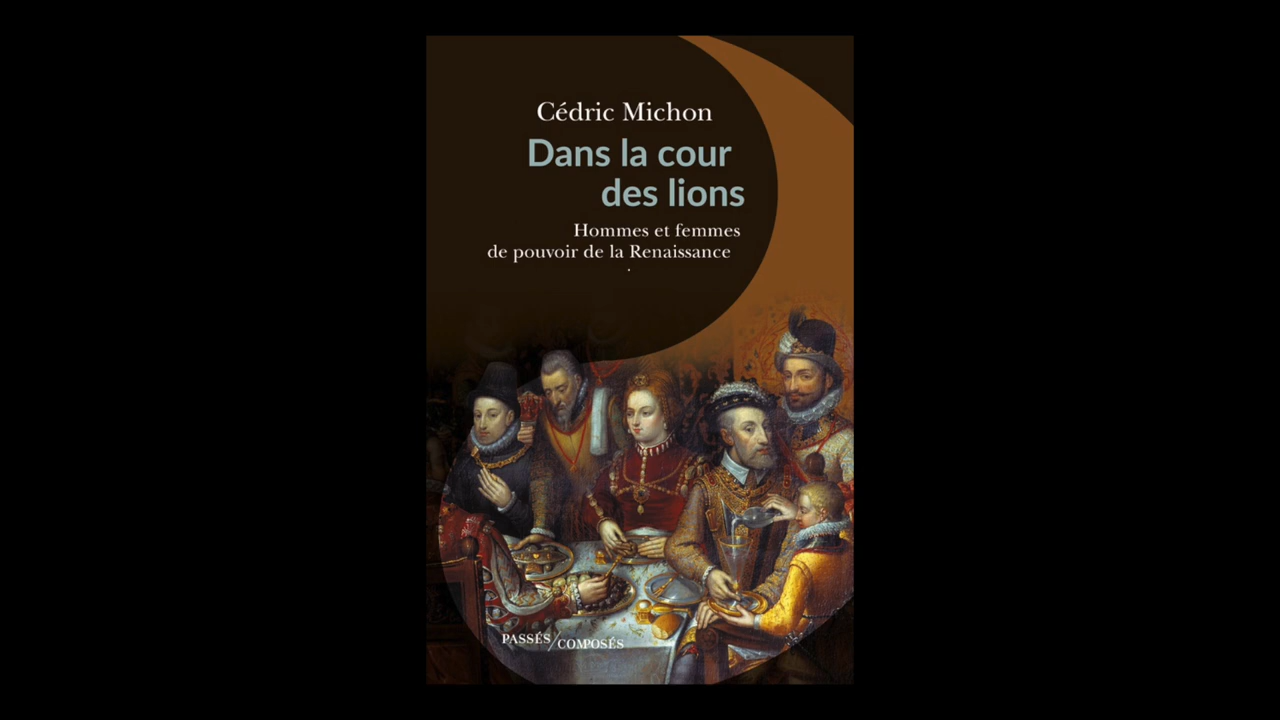 Cédric Michon
Dans la cour
des lions
Hommes et femmes
de pouvoir de la Renaissance
PASSÉS/COMPOSÉS